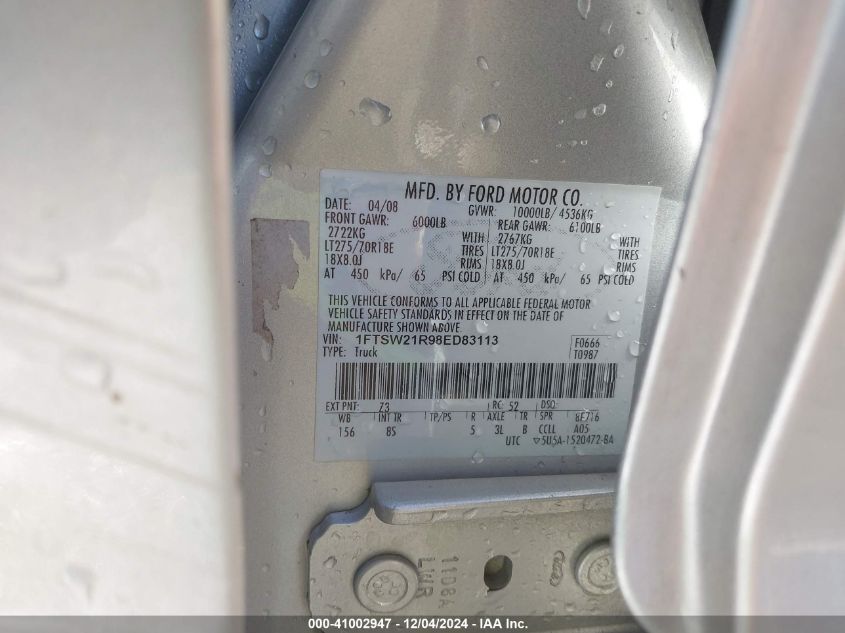 MFD. BY FORD MOTOR CO.
DATE: 04/08 GVWR: 10000LB/ 4536KG
FRONT GAWR: 6000LB REAR GAWR: 6100LB
2722KG WITH 2767KG WITH
LT275/70R18E TIRES LT275/70R18E TIRES
18X8.0J RIMS 18X8.0J RIMS
AT 450 kPa/ 65 PSI COLD AT 450 kPa/ 65 PSI COLD
THIS VEHICLE CONFORMS TO ALL APPLICABLE FEDERAL MOTOR
VEHICLE SAFETY STANDARDS IN EFFECT ON THE DATE OF
MANUFACTURE SHOWN ABOVE.
VIN: 1FTSW21R98ED83113 F0666
TYPE: Truck T0987
EXT PNT: Z3 RC: 52 DSO:
WB INT TR TP/PS R AXLE TR SPR 8F716
156 8S 5 3L B CCLL A05
UTC ▽5U5A-1520472-BA
1108A
LWR
000-41002947 - 12/04/2024 - IAA Inc.